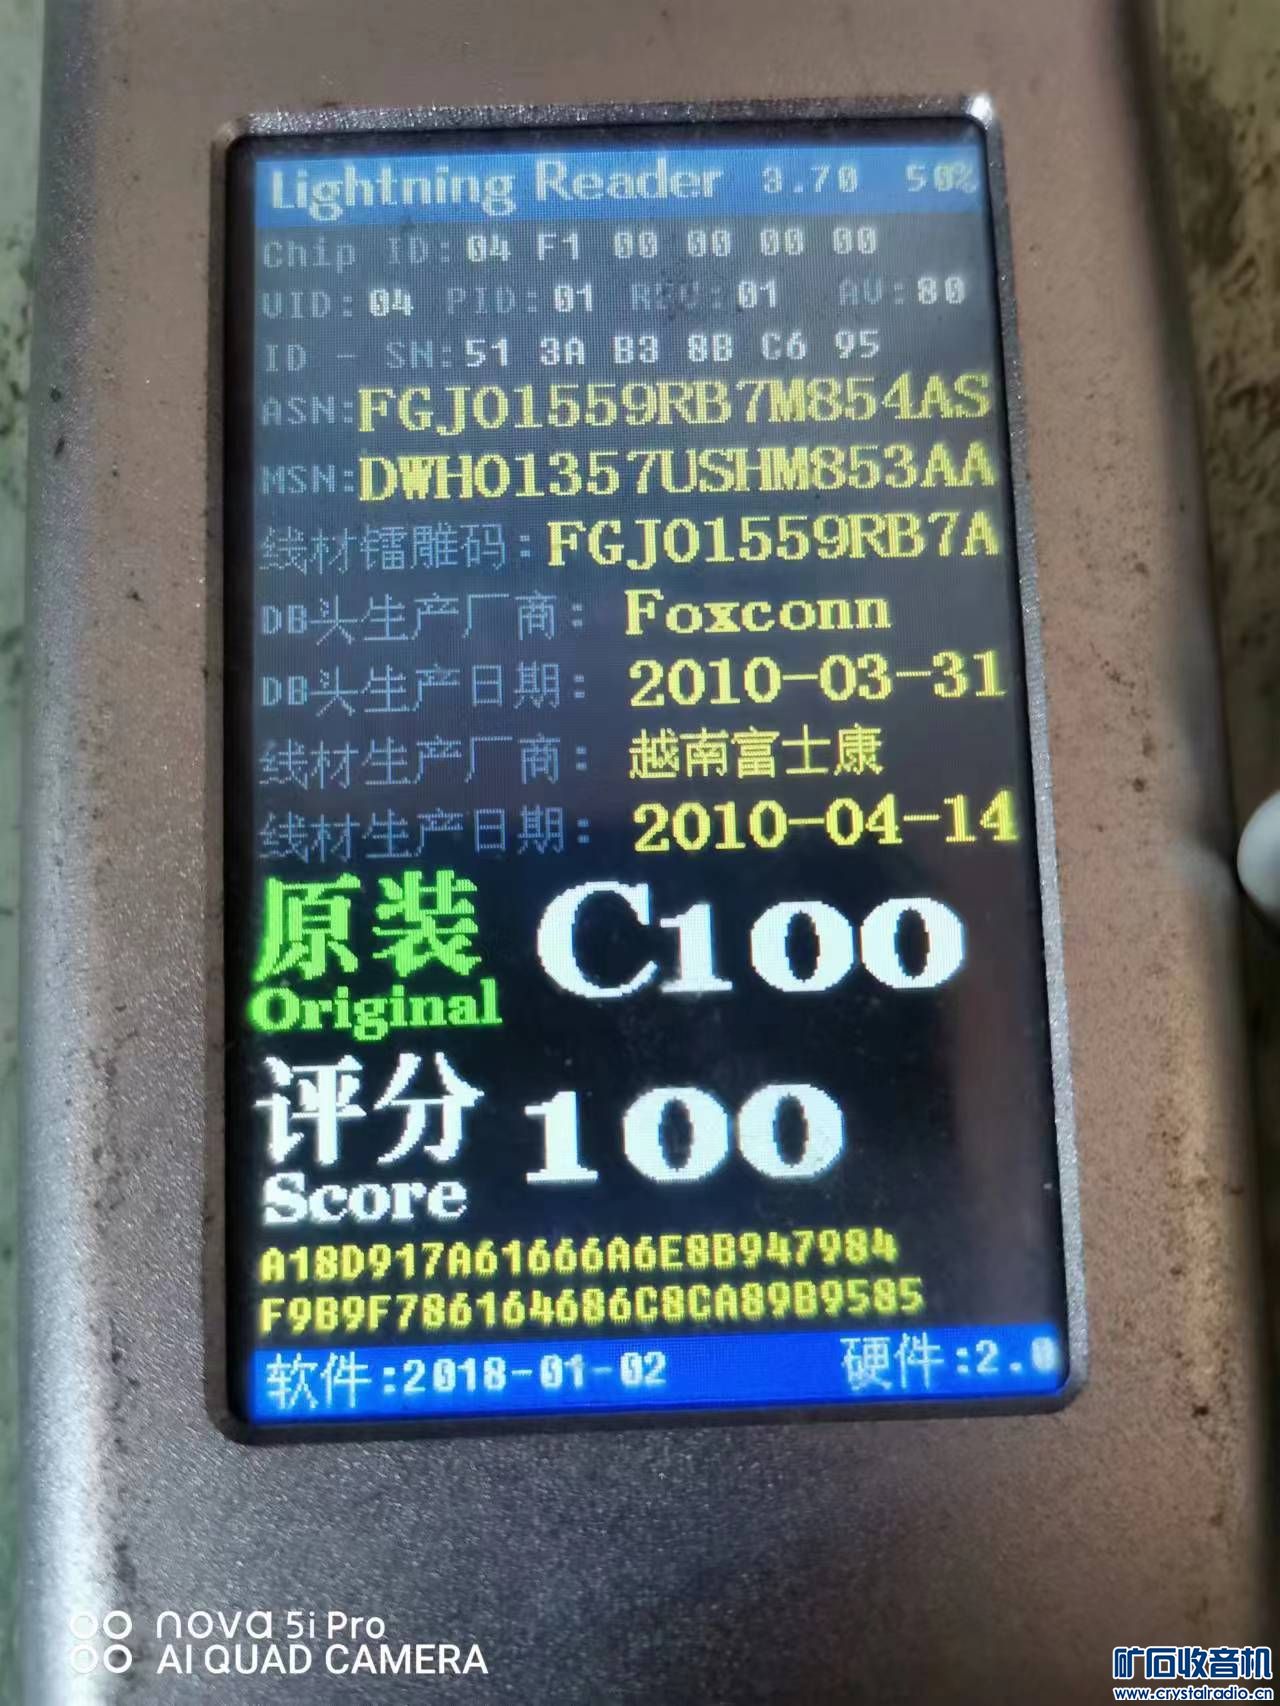 Lightning Reader 3.70 50%
Chip ID:04 F1 00 00 00 00
VID:04 PID:01 REV:01 AV:80
ID - SN:51 3A B3 8B C6 95
ASN:FGJ01559RB7M854AS
MSN:DWH01357USHM853AA
线材镭雕码:FGJ01559RB7A
DB头生产厂商: Foxconn
DB头生产日期: 2010-03-31
线材生产厂商: 越南富士康
线材生产日期: 2010-04-14
原装 C100
Original
评分 100
Score
A18D917A61666A6E8B947984
F9B9F786164686C8CA89B9585
软件:2018-01-02 硬件:2.0
nova 5i Pro
AI QUAD CAMERA
矿石收音机
www.crystalradio.cn